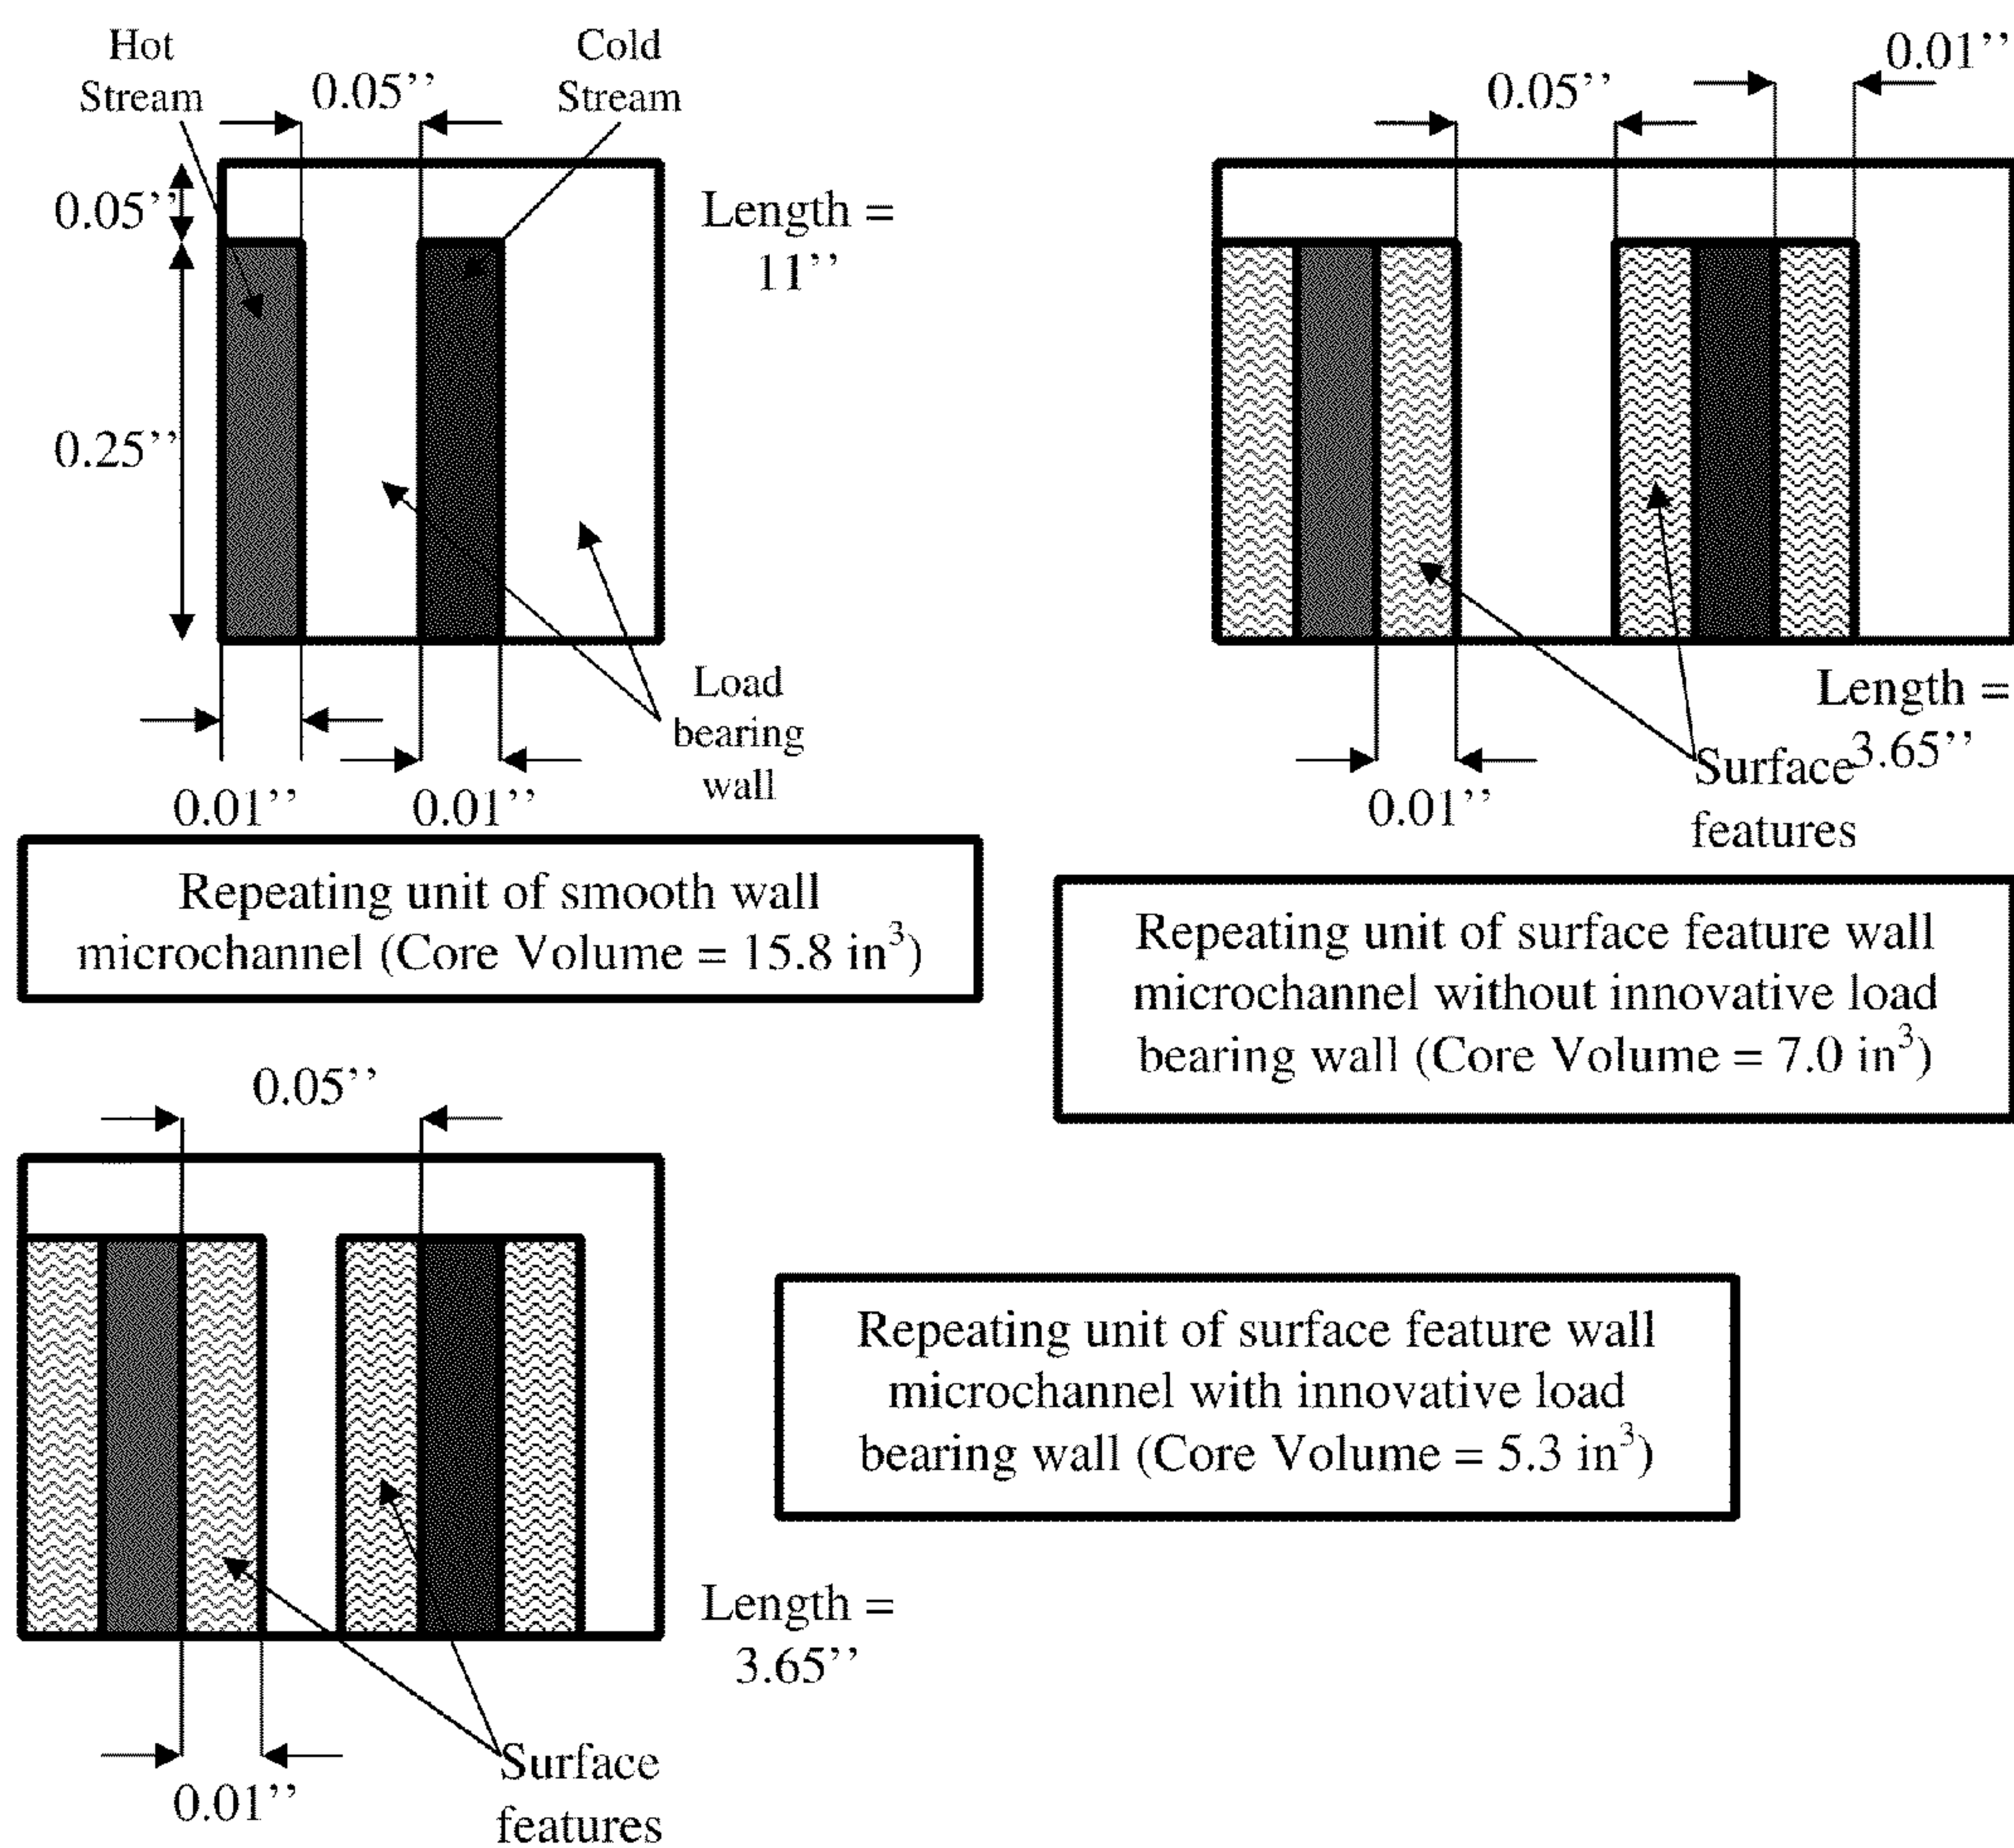 Hot
Stream
0.05’’
Cold
Stream
0.05’’
0.25’’
Length =
11’’
Load
bearing
wall
0.01’’
0.01’’
Repeating unit of smooth wall
microchannel (Core Volume = 15.8 in³)
0.05’’
0.01’’
Length =
3.65’’
Surface
features
0.01’’
Repeating unit of surface feature wall
microchannel without innovative load
bearing wall (Core Volume = 7.0 in³)
0.05’’
Length =
3.65’’
Surface
features
0.01’’
Repeating unit of surface feature wall
microchannel with innovative load
bearing wall (Core Volume = 5.3 in³)